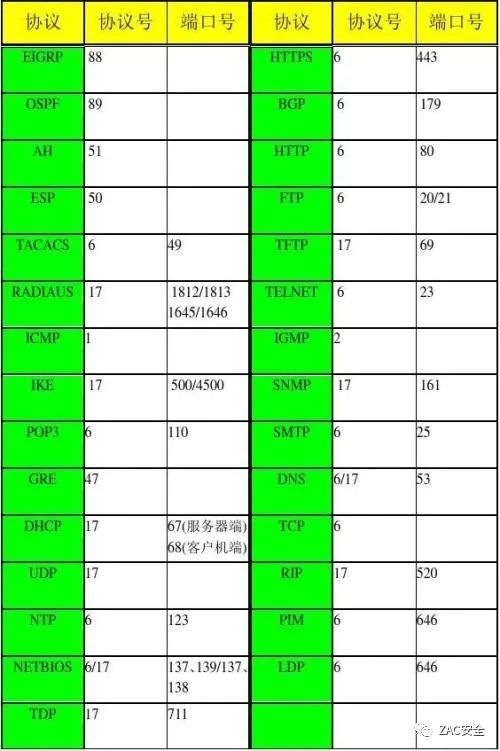 协议 协议号 端口号 协议 协议号 端口号
EIGRP 88 HTTPS 6 443
OSPF 89 BGP 6 179
AH 51 HTTP 6 80
ESP 50 FTP 6 20/21
TACACS 6 49 TFTP 17 69
RADIAUS 17 1812/1813 TELNET 6 23
1645/1646
ICMP 1 IGMP 2
IKE 17 500/4500 SNMP 17 161
POP3 6 110 SMTP 6 25
GRE 47 DNS 6/17 53
DHCP 17 67(服务器端) TCP 6
68(客户机端)
UDP 17 RIP 17 520
NTP 6 123 PIM 6 646
NETBIOS 6/17 137、139/137、 LDP 6 646
138
TDP 17 711
ZAC安全